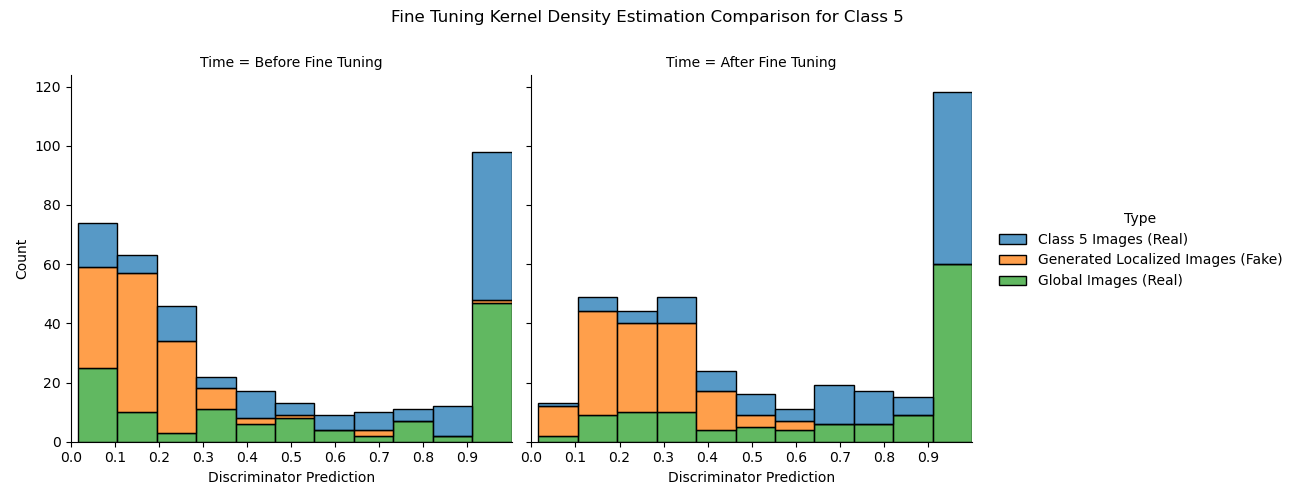 Fine Tuning Kernel Density Estimation Comparison for Class 5
Time = Before Fine Tuning
Time = After Fine Tuning
120
100
80
60
40
20
0
Count
0.0 0.1 0.2 0.3 0.4 0.5 0.6 0.7 0.8 0.9
Discriminator Prediction
0.0 0.1 0.2 0.3 0.4 0.5 0.6 0.7 0.8 0.9
Discriminator Prediction
Type
Class 5 Images (Real)
Generated Localized Images (Fake)
Global Images (Real)